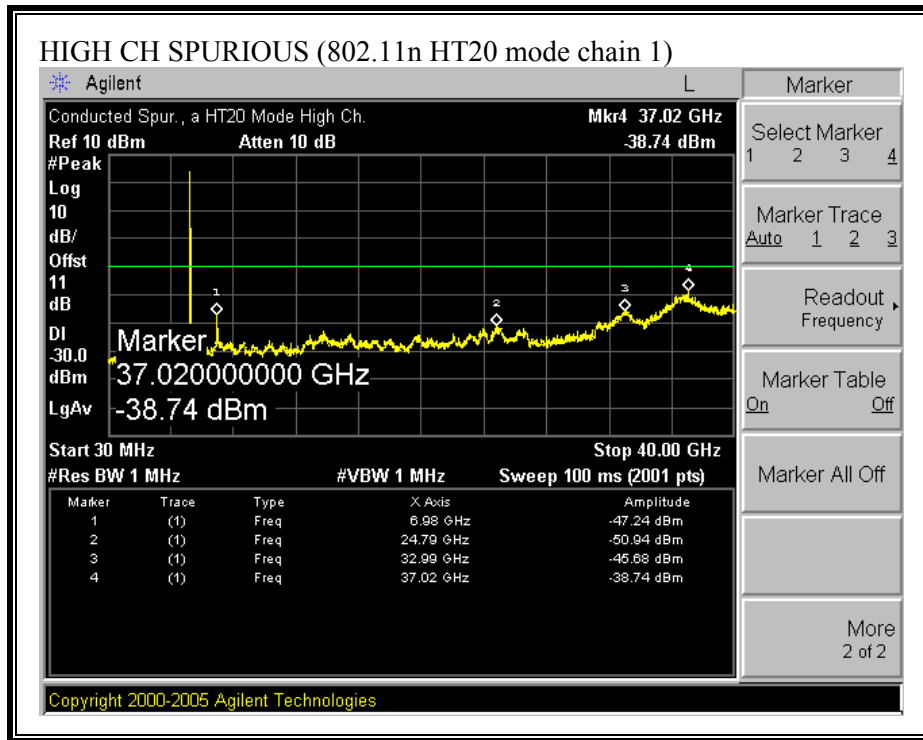 HIGH CH SPURIOUS (802.11n HT20 mode chain 1)
Agilent L
Conducted Spur., a HT20 Mode High Ch. Mkr4 37.02 GHz
Ref 10 dBm Atten 10 dB -38.74 dBm
#Peak
Log
10
dB/
Offst
11
dB
DI
-30.0
dBm
LgAv
1
2
3
4
Marker
37.020000000 GHz
-38.74 dBm
Start 30 MHz Stop 40.00 GHz
#Res BW 1 MHz #VBW 1 MHz Sweep 100 ms (2001 pts)
Marker Trace Type X Axis Amplitude
1 (1) Freq 6.98 GHz -47.24 dBm
2 (1) Freq 24.79 GHz -50.94 dBm
3 (1) Freq 32.99 GHz -45.68 dBm
4 (1) Freq 37.02 GHz -38.74 dBm
Copyright 2000-2005 Agilent Technologies
Marker
Select Marker
1 2 3 4
Marker Trace
Auto 1 2 3
Readout
Frequency
Marker Table
On Off
Marker All Off
More
2 of 2